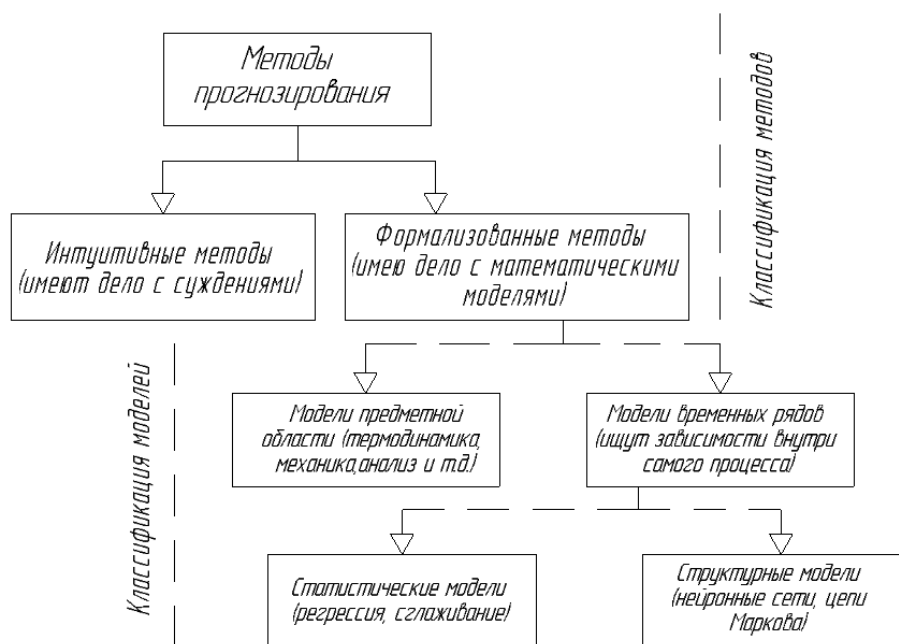 Методы
прогнозирования
Классификация методов
Интуитивные методы
(имеют дело с суждениями)
Формализованные методы
(имею дело с математическими
моделями)
Классификация моделей
Модели предметной
области (термодинамика,
механика,анализ и т.д.)
Модели временных рядов
(ищут зависимости внутри
самого процесса)
Статистические модели
(регрессия, сглаживание)
Структурные модели
(нейронные сети, цепи
Маркова)